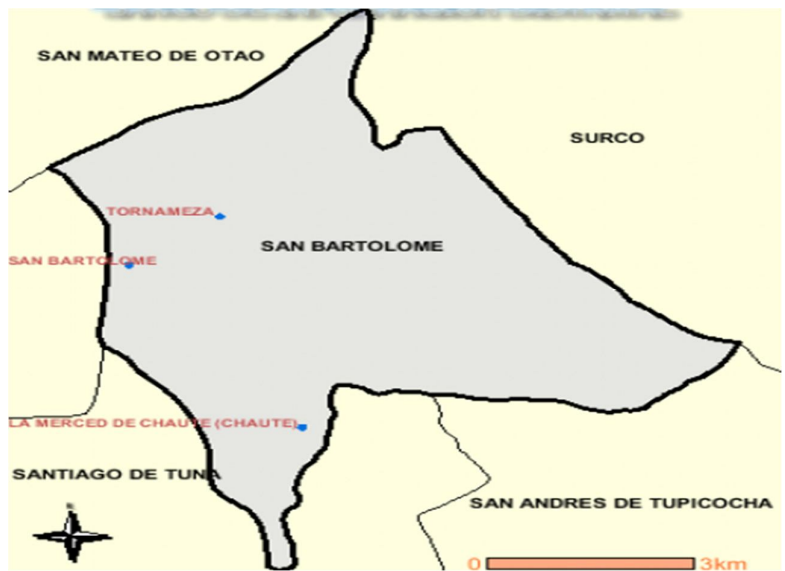 SAN MATEO DE OTAO
SURCO
TORNAMEZA
SAN BARTOLOME
SAN BARTOLOME
LA MERCED DE CHAUTE (CHAUTE)
SANTIAGO DE TUNA
SAN ANDRES DE TUPICOCHA
0 3km